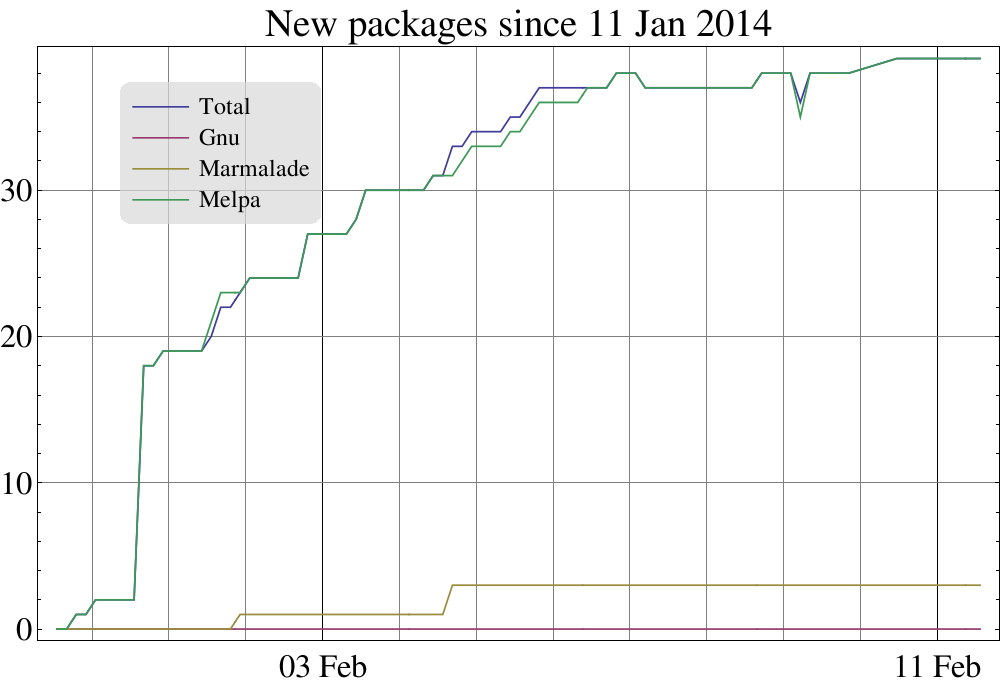 New packages since 11 Jan 2014
Total
Gnu
Marmalade
Melpa
30
20
10
0
03 Feb
11 Feb